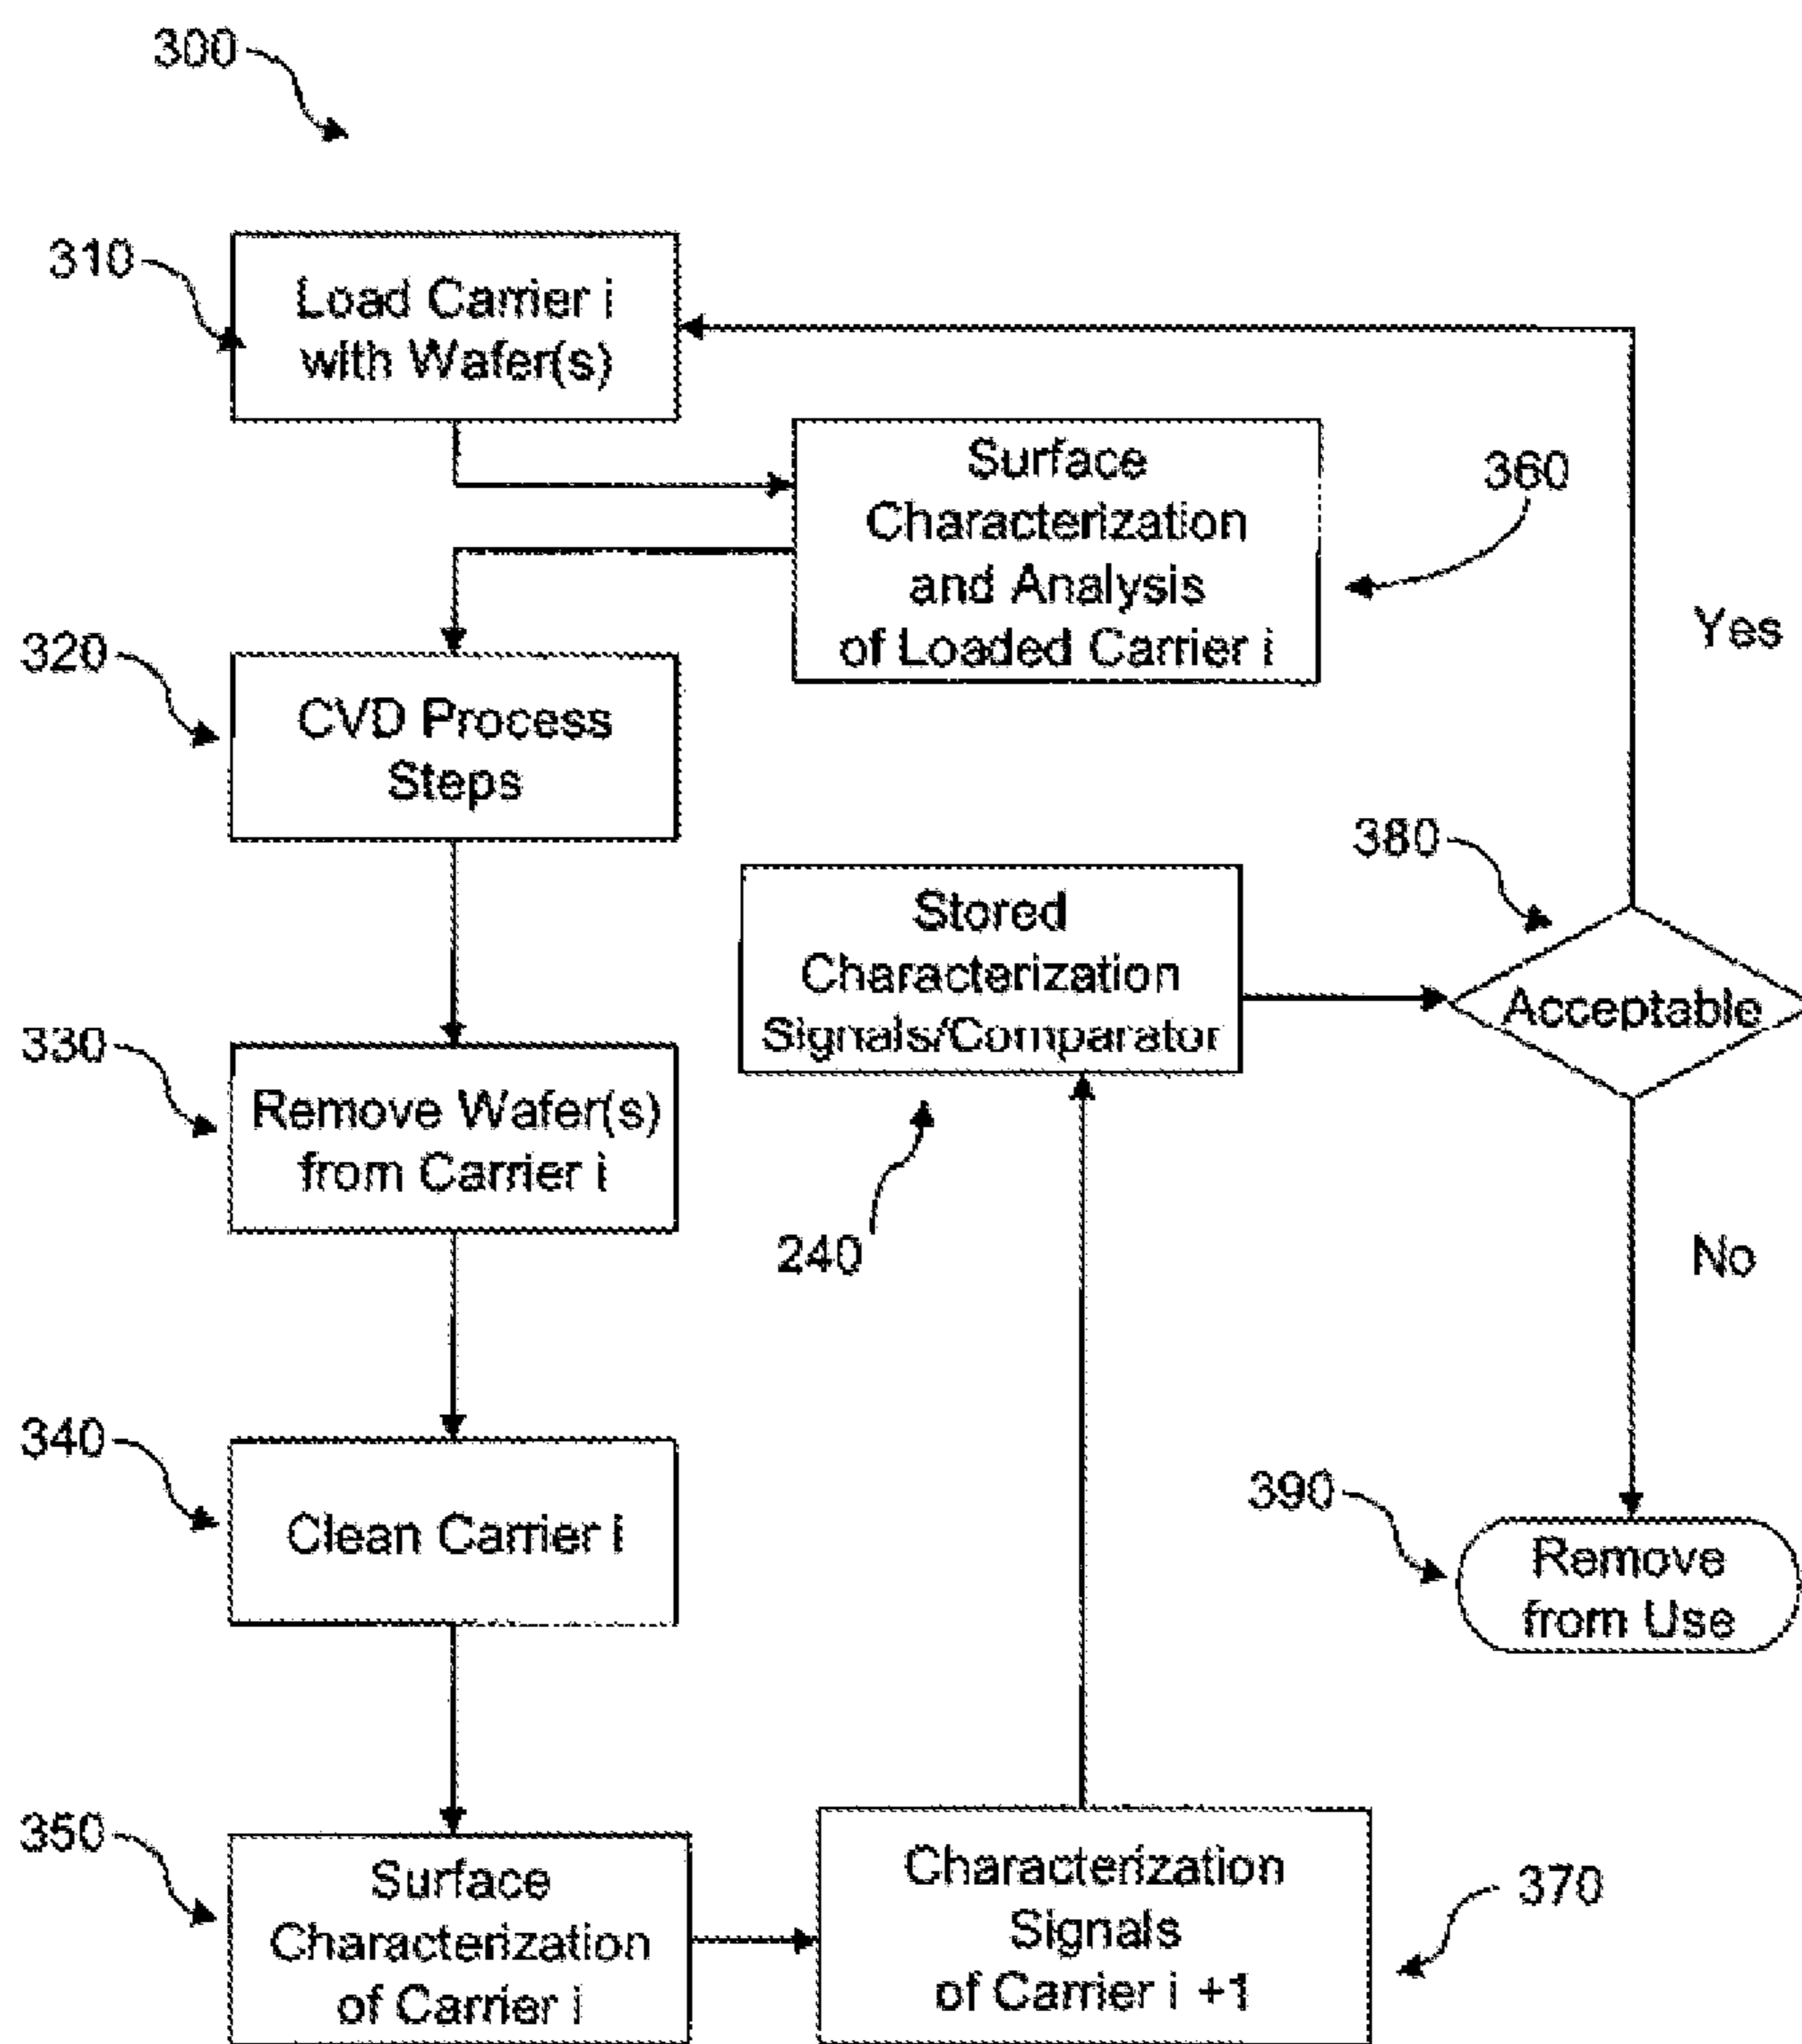 300
310
Load Carrier i
with Wafer(s)
Surface
Characterization
and Analysis
of Loaded Carrier i
360
Yes
320
CVD Process
Steps
380
Stored
Characterization
Signals/Comparator
Acceptable
330
Remove Wafer(s)
from Carrier i
240
No
340
Clean Carrier i
390
Remove
from Use
350
Surface
Characterization
of Carrier i
Characterization
Signals
of Carrier i +1
370